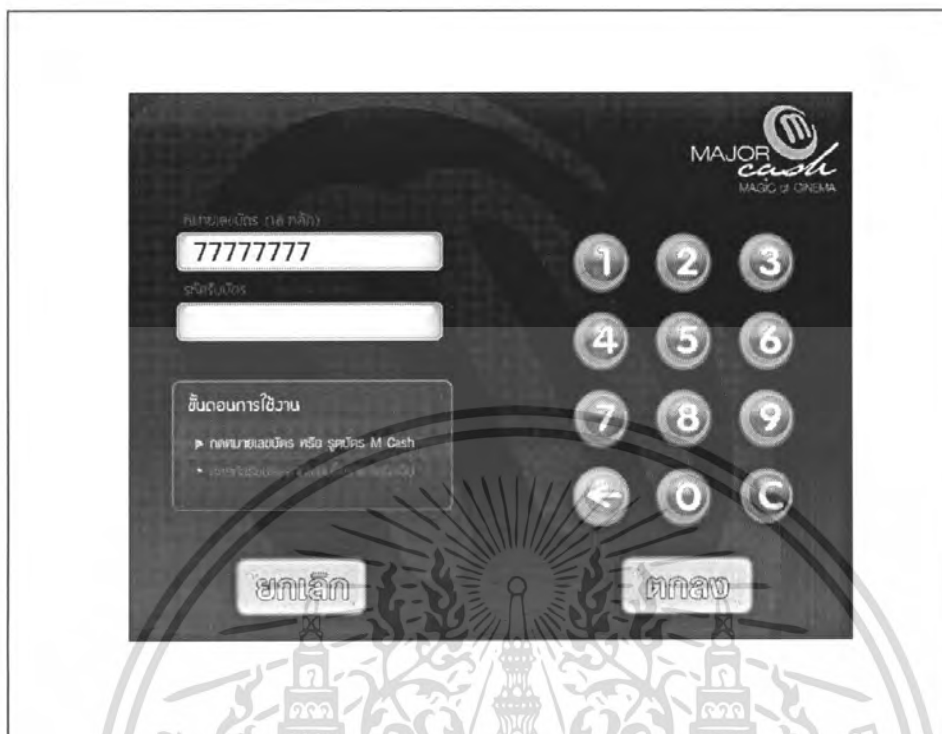 MAJOR
cash
MAGIC of CINEMA
หมายเลขบัตร (16 หลัก)
77777777
รหัสรับบัตร
1 2 3
4 5 6
7 8 9
← 0 C
ขั้นตอนการใช้งาน
กดหมายเลขบัตร หรือ รูดบัตร M Cash
ยกเลิก
ตกลง